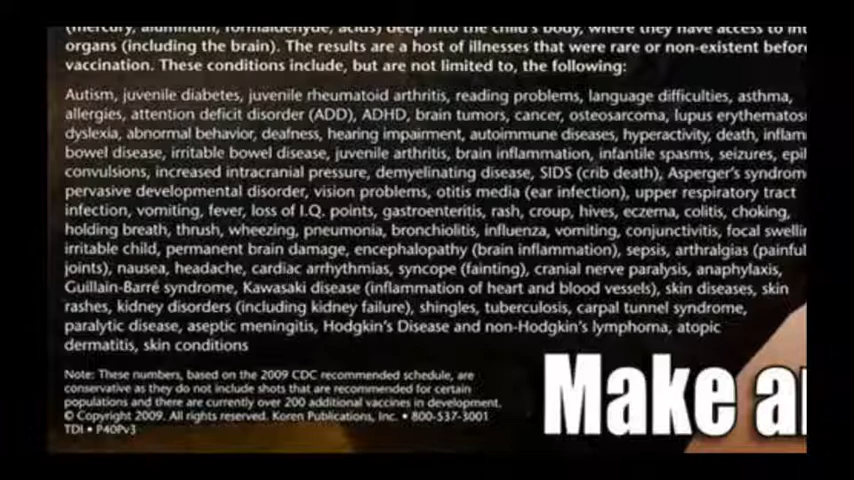 (mercury, aluminum, formaldehyde, acids) deep into the child's body, where they have access to
organs (including the brain). The results are a host of illnesses that were rare or non-existent before
vaccination. These conditions include, but are not limited to, the following:
Autism, juvenile diabetes, juvenile rheumatoid arthritis, reading problems, language difficulties, asthma,
allergies, attention deficit disorder (ADD), ADHD, brain tumors, cancer, osteosarcoma, lupus erythematos
dyslexia, abnormal behavior, deafness, hearing impairment, autoimmune diseases, hyperactivity, death, inflam
bowel disease, irritable bowel disease, juvenile arthritis, brain inflammation, infantile spasms, seizures, epil
convulsions, increased intracranial pressure, demyelinating disease, SIDS (crib death), Asperger's syndrom
pervasive developmental disorder, vision problems, otitis media (ear infection), upper respiratory tract
infection, vomiting, fever, loss of I.Q. points, gastroenteritis, rash, croup, hives, eczema, colitis, choking,
holding breath, thrush, wheezing, pneumonia, bronchiolitis, influenza, vomiting, conjunctivitis, focal swelli
irritable child, permanent brain damage, encephalopathy (brain inflammation), sepsis, arthralgias (painful
joints), nausea, headache, cardiac arrhythmias, syncope (fainting), cranial nerve paralysis, anaphylaxis,
Guillain-Barré syndrome, Kawasaki disease (inflammation of heart and blood vessels), skin diseases, skin
rashes, kidney disorders (including kidney failure), shingles, tuberculosis, carpal tunnel syndrome,
paralytic disease, aseptic meningitis, Hodgkin's Disease and non-Hodgkin's lymphoma, atopic
dermatitis, skin conditions
Note: These numbers, based on the 2009 CDC recommended schedule, are
conservative as they do not include shots that are recommended for certain
populations and there are currently over 200 additional vaccines in development.
© Copyright 2009. All rights reserved. Koren Publications, Inc. • 800-537-3001
TDI • P40Pv3
Make a